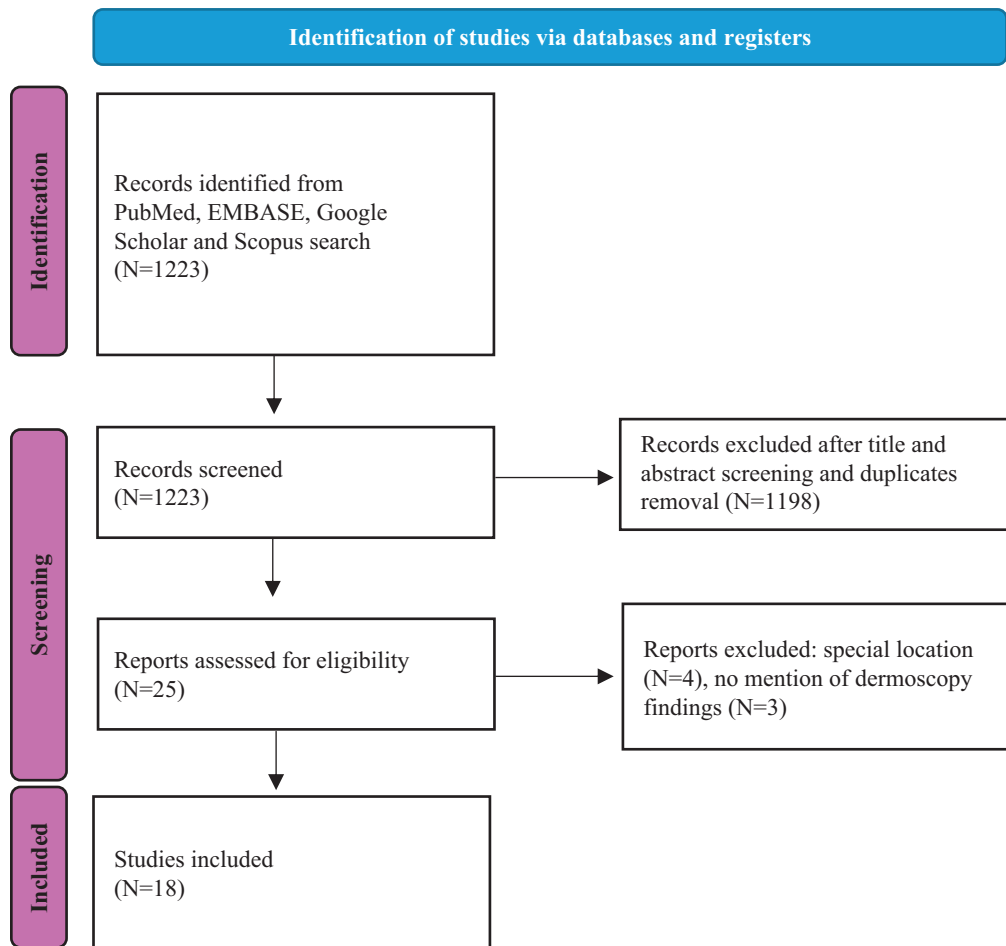 Identification of studies via databases and registers
Identification
Records identified from
PubMed, EMBASE, Google
Scholar and Scopus search
(N=1223)
Screening
Records screened
(N=1223)
Records excluded after title and
abstract screening and duplicates
removal (N=1198)
Reports assessed for eligibility
(N=25)
Reports excluded: special location
(N=4), no mention of dermoscopy
findings (N=3)
Included
Studies included
(N=18)